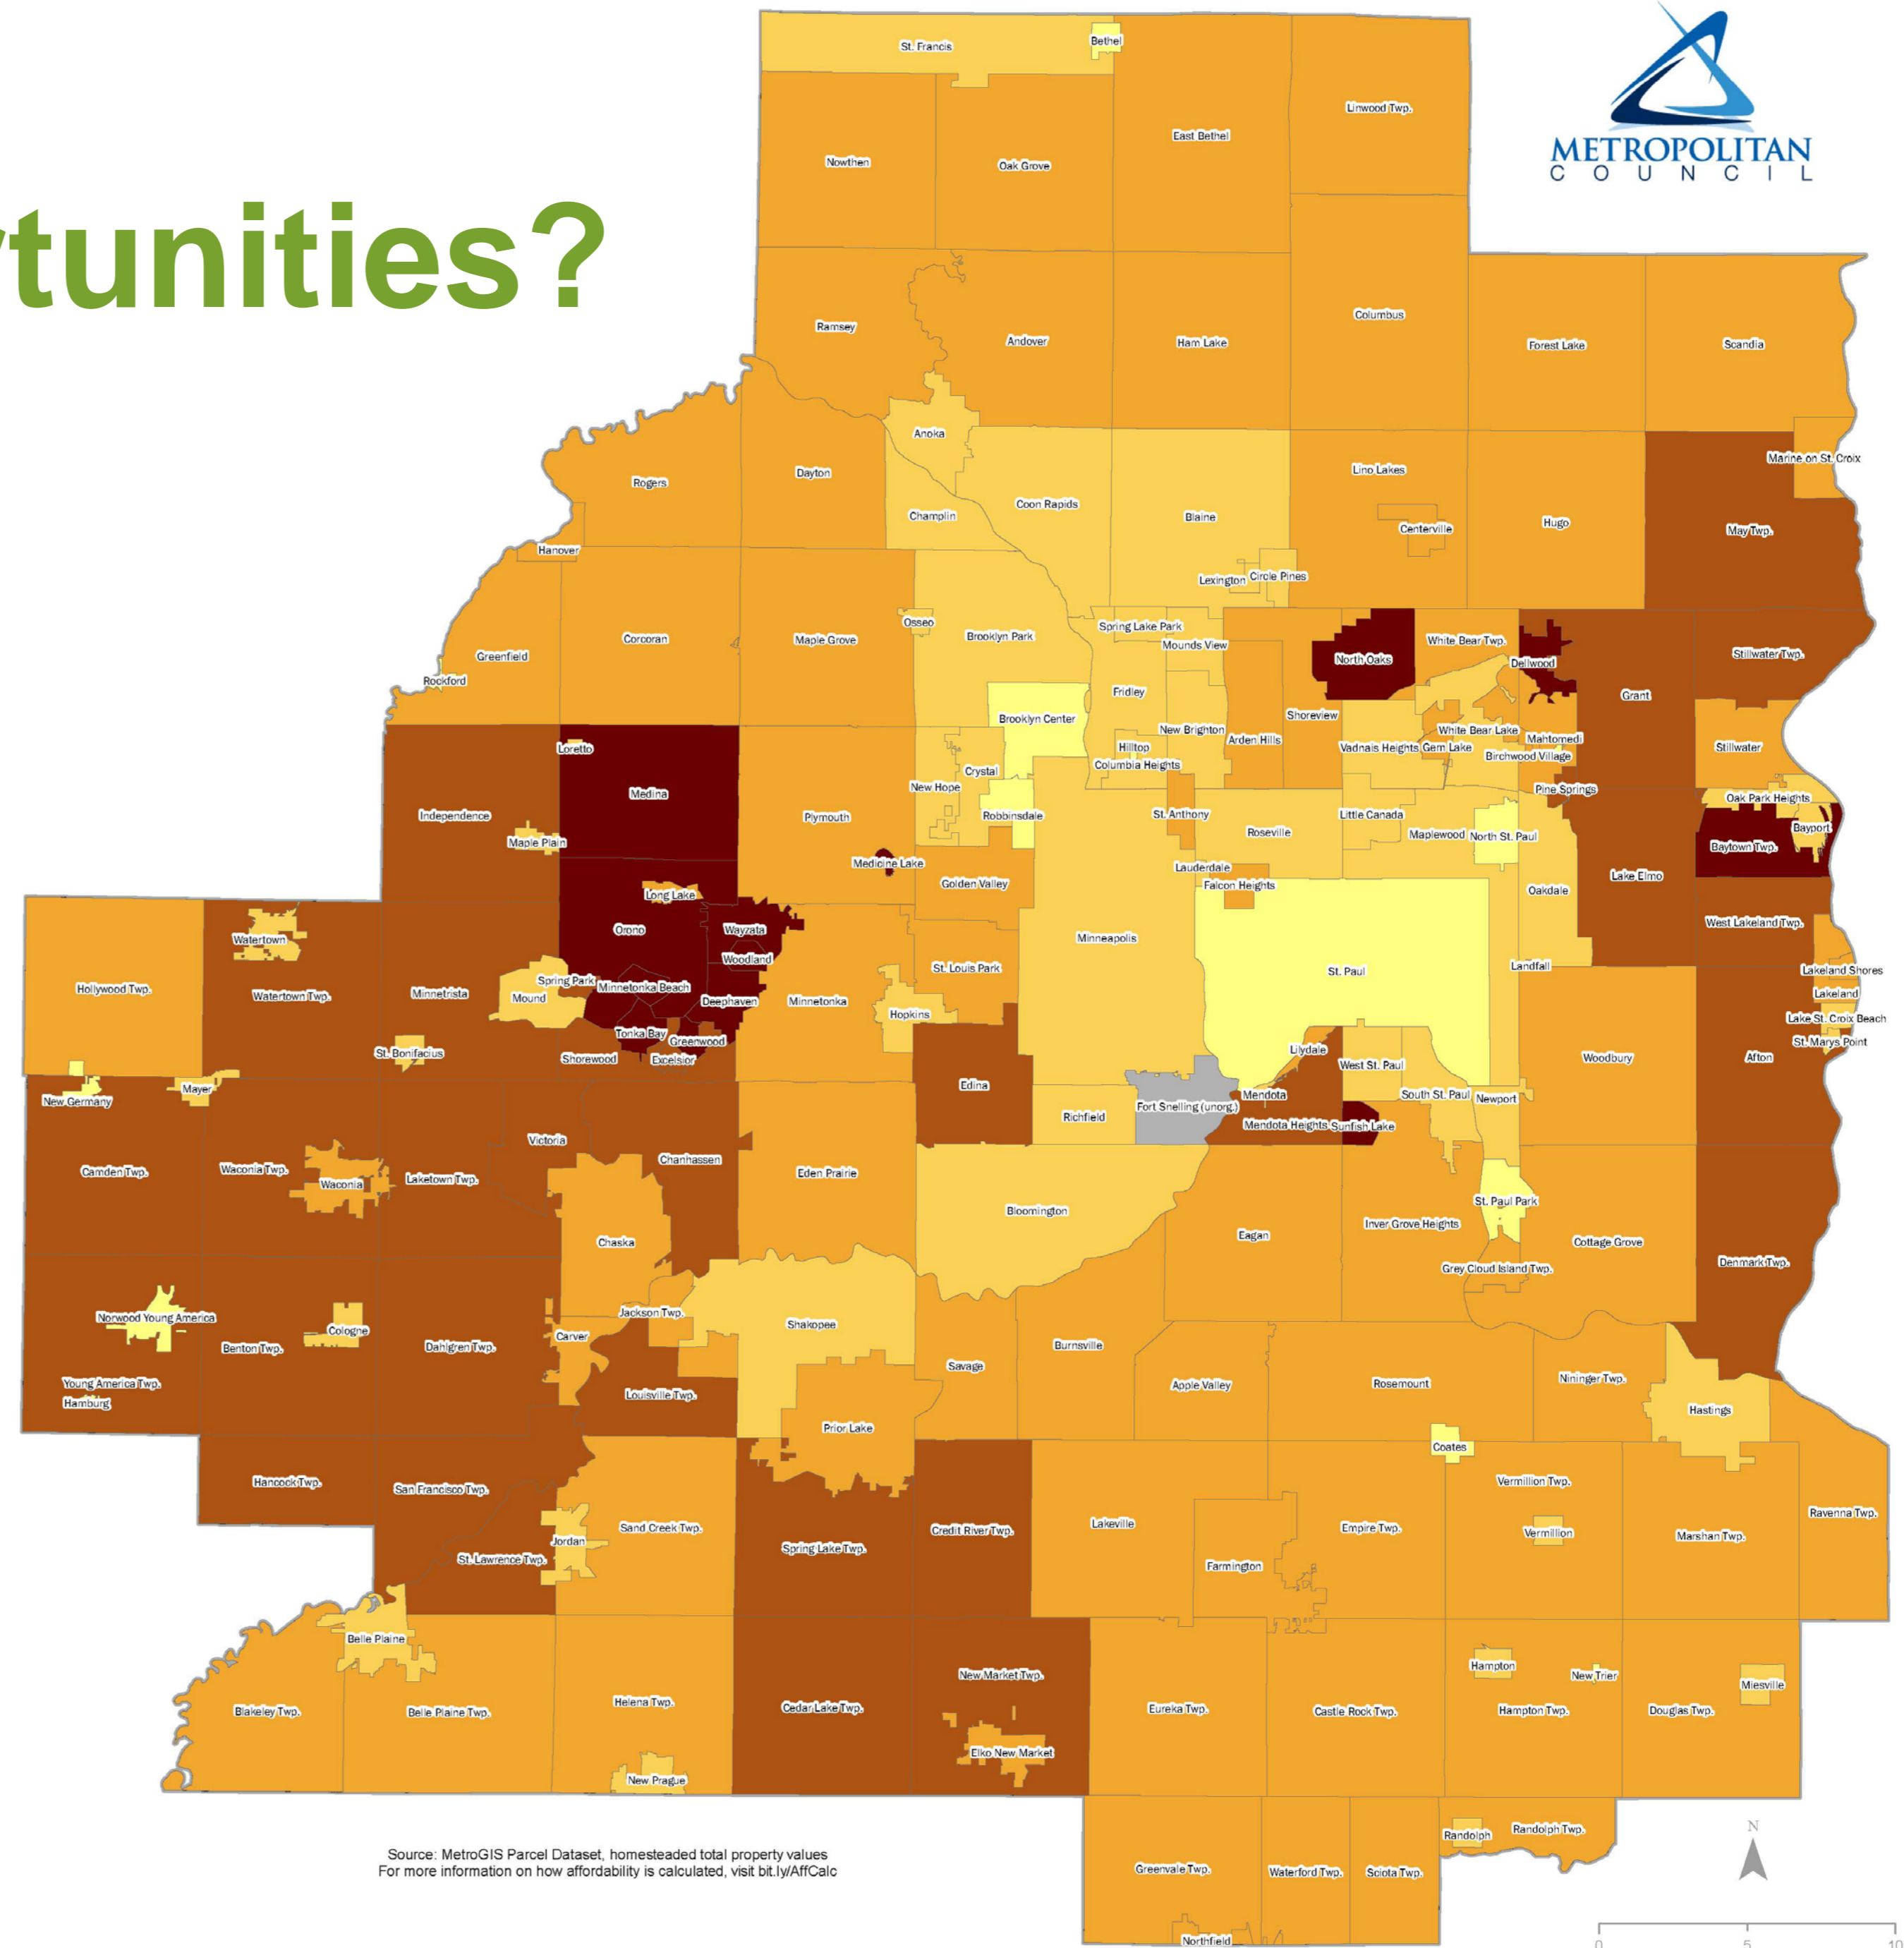 METROPOLITAN
COUNCIL
rtunities?
St. Francis
Bethel
Linwood Twp.
East Bethel
Nowthen
Oak Grove
Ramsey
Andover
Ham Lake
Columbus
Forest Lake
Scandia
Anoka
Rogers
Dayton
Champlin
Coon Rapids
Blaine
Lino Lakes
Centerville
Hugo
Marine on St. Croix
May Twp.
Hanover
Lexington
Circle Pines
Greenfield
Corcoran
Maple Grove
Osseo
Brooklyn Park
Spring Lake Park
Mounds View
North Oaks
White Bear Twp.
Dellwood
Stillwater Twp.
Rockford
Fridley
Grant
Brooklyn Center
New Brighton
Shoreview
Arden Hills
Loretto
Hilltop
Columbia Heights
Vadnais Heights
Gem Lake
White Bear Lake
Mahtomedi
Birchwood Village
Stillwater
Medina
Crystal
New Hope
Pine Springs
Oak Park Heights
Independence
Maple Plain
Plymouth
Robbinsdale
St. Anthony
Roseville
Little Canada
Maplewood
North St. Paul
Bayport
Baytown Twp.
Medicine Lake
Golden Valley
Lauderdale
Falcon Heights
Oakdale
Lake Elmo
Long Lake
Orono
Wayzata
Woodland
Minneapolis
West Lakeland Twp.
Watertown
Hollywood Twp.
Watertown Twp.
Minnetrista
Spring Park
Mound
Minnetonka Beach
Deephaven
Minnetonka
St. Louis Park
St. Paul
Landfall
Lakeland Shores
Lakeland
Hopkins
Lake St. Croix Beach
St. Marys Point
Tonka Bay
Greenwood
St. Bonifacius
Shorewood
Excelsior
Lilydale
West St. Paul
Woodbury
Afton
New Germany
Mayer
Edina
Richfield
Fort Snelling (unorg.)
Mendota
South St. Paul
Newport
Mendota Heights
Sunfish Lake
Victoria
Chanhassen
Camden Twp.
Waconia Twp.
Waconia
Laketown Twp.
Eden Prairie
Bloomington
St. Paul Park
Inver Grove Heights
Chaska
Eagan
Cottage Grove
Grey Cloud Island Twp.
Denmark Twp.
Norwood Young America
Cologne
Benton Twp.
Dahlgren Twp.
Carver
Jackson Twp.
Shakopee
Savage
Burnsville
Young America Twp.
Hamburg
Louisville Twp.
Apple Valley
Rosemount
Nininger Twp.
Hastings
Prior Lake
Coates
Hancock Twp.
San Francisco Twp.
Vermillion Twp.
Sand Creek Twp.
Jordan
St. Lawrence Twp.
Spring Lake Twp.
Credit River Twp.
Lakeville
Farmington
Empire Twp.
Vermillion
Marshan Twp.
Ravenna Twp.
Belle Plaine
Blakeley Twp.
Belle Plaine Twp.
Helena Twp.
Cedar Lake Twp.
New Market Twp.
Elko New Market
Eureka Twp.
Castle Rock Twp.
Hampton
New Trier
Hampton Twp.
Douglas Twp.
Miesville
New Prague
Randolph
Randolph Twp.
Greenvale Twp.
Waterford Twp.
Sciota Twp.
Northfield
Source: MetroGIS Parcel Dataset, homesteaded total property values
For more information on how affordability is calculated, visit bit.ly/AffCalc
N
0 5 10